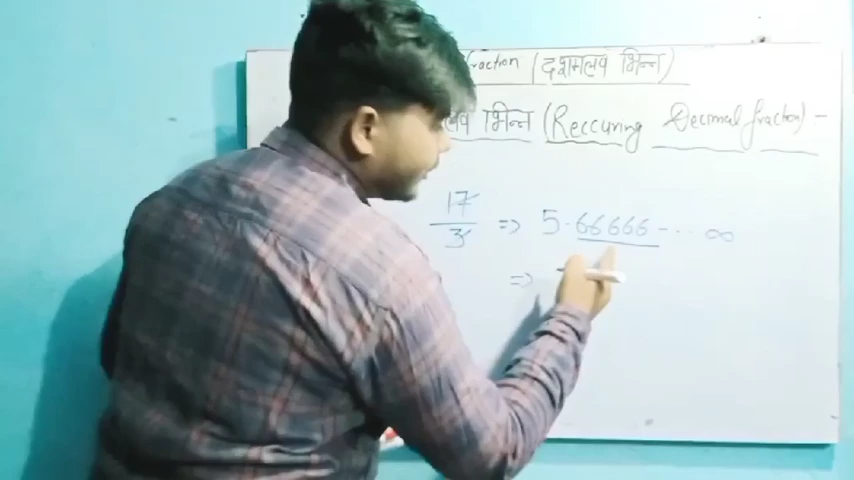 fraction (दशमलव भिन्न)
भिन्न (Reccuring Decimal fraction) -
17/3 => 5.66666 - ... ∞
=>